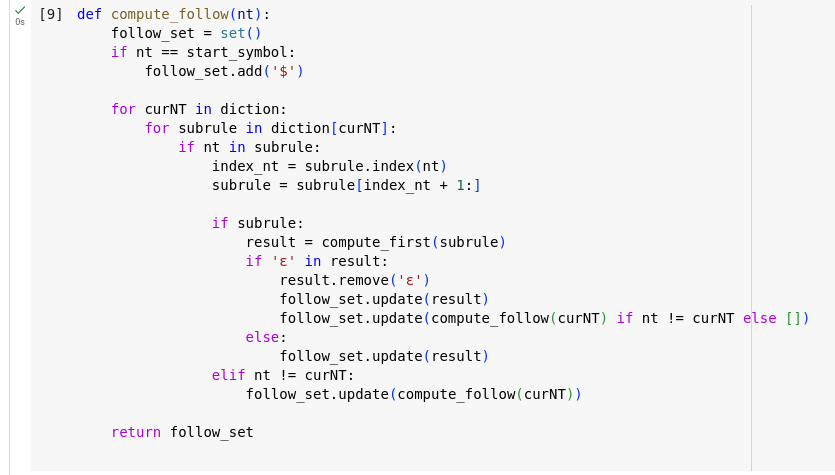 [9] def compute_follow(nt):
0s
    follow_set = set()
    if nt == start_symbol:
        follow_set.add('$')

    for curNT in diction:
        for subrule in diction[curNT]:
            if nt in subrule:
                index_nt = subrule.index(nt)
                subrule = subrule[index_nt + 1:]

                if subrule:
                    result = compute_first(subrule)
                    if 'ε' in result:
                        result.remove('ε')
                        follow_set.update(result)
                        follow_set.update(compute_follow(curNT) if nt != curNT else [])
                    else:
                        follow_set.update(result)
                elif nt != curNT:
                    follow_set.update(compute_follow(curNT))

    return follow_set